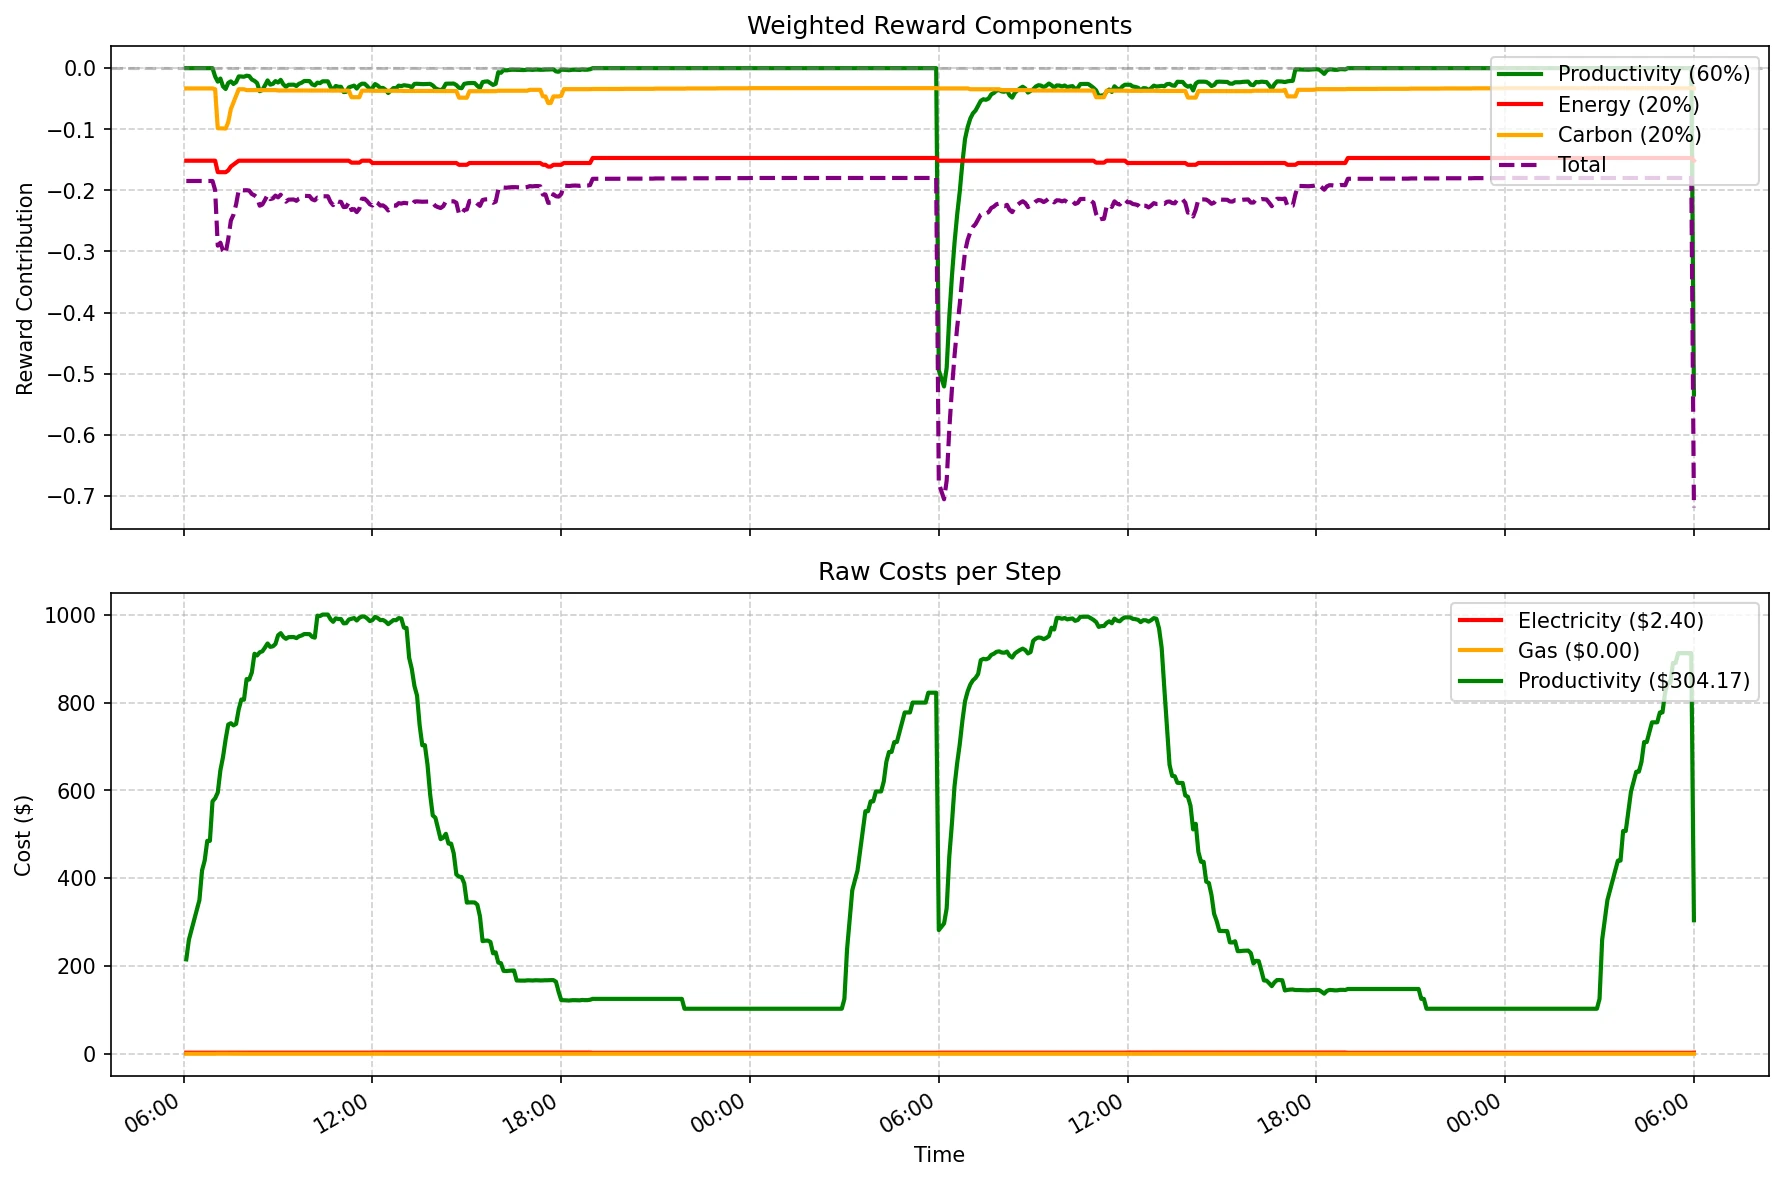 Weighted Reward Components
0.0
−0.1
−0.2
−0.3
−0.4
−0.5
−0.6
−0.7
Reward Contribution
Productivity (60%)
Energy (20%)
Carbon (20%)
Total
Raw Costs per Step
1000
800
600
400
200
0
Cost ($)
Electricity ($2.40)
Gas ($0.00)
Productivity ($304.17)
06:00 12:00 18:00 00:00 06:00 12:00 18:00 00:00 06:00
Time